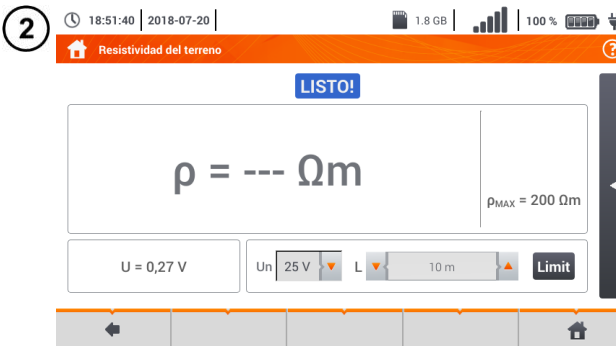 2
18:51:40 2018-07-20 1.8 GB 100 %
Resistividad del terreno ?
LISTO!
ρ = --- Ωm
ρMAX = 200 Ωm
U = 0,27 V Un 25 V L 10 m Limit